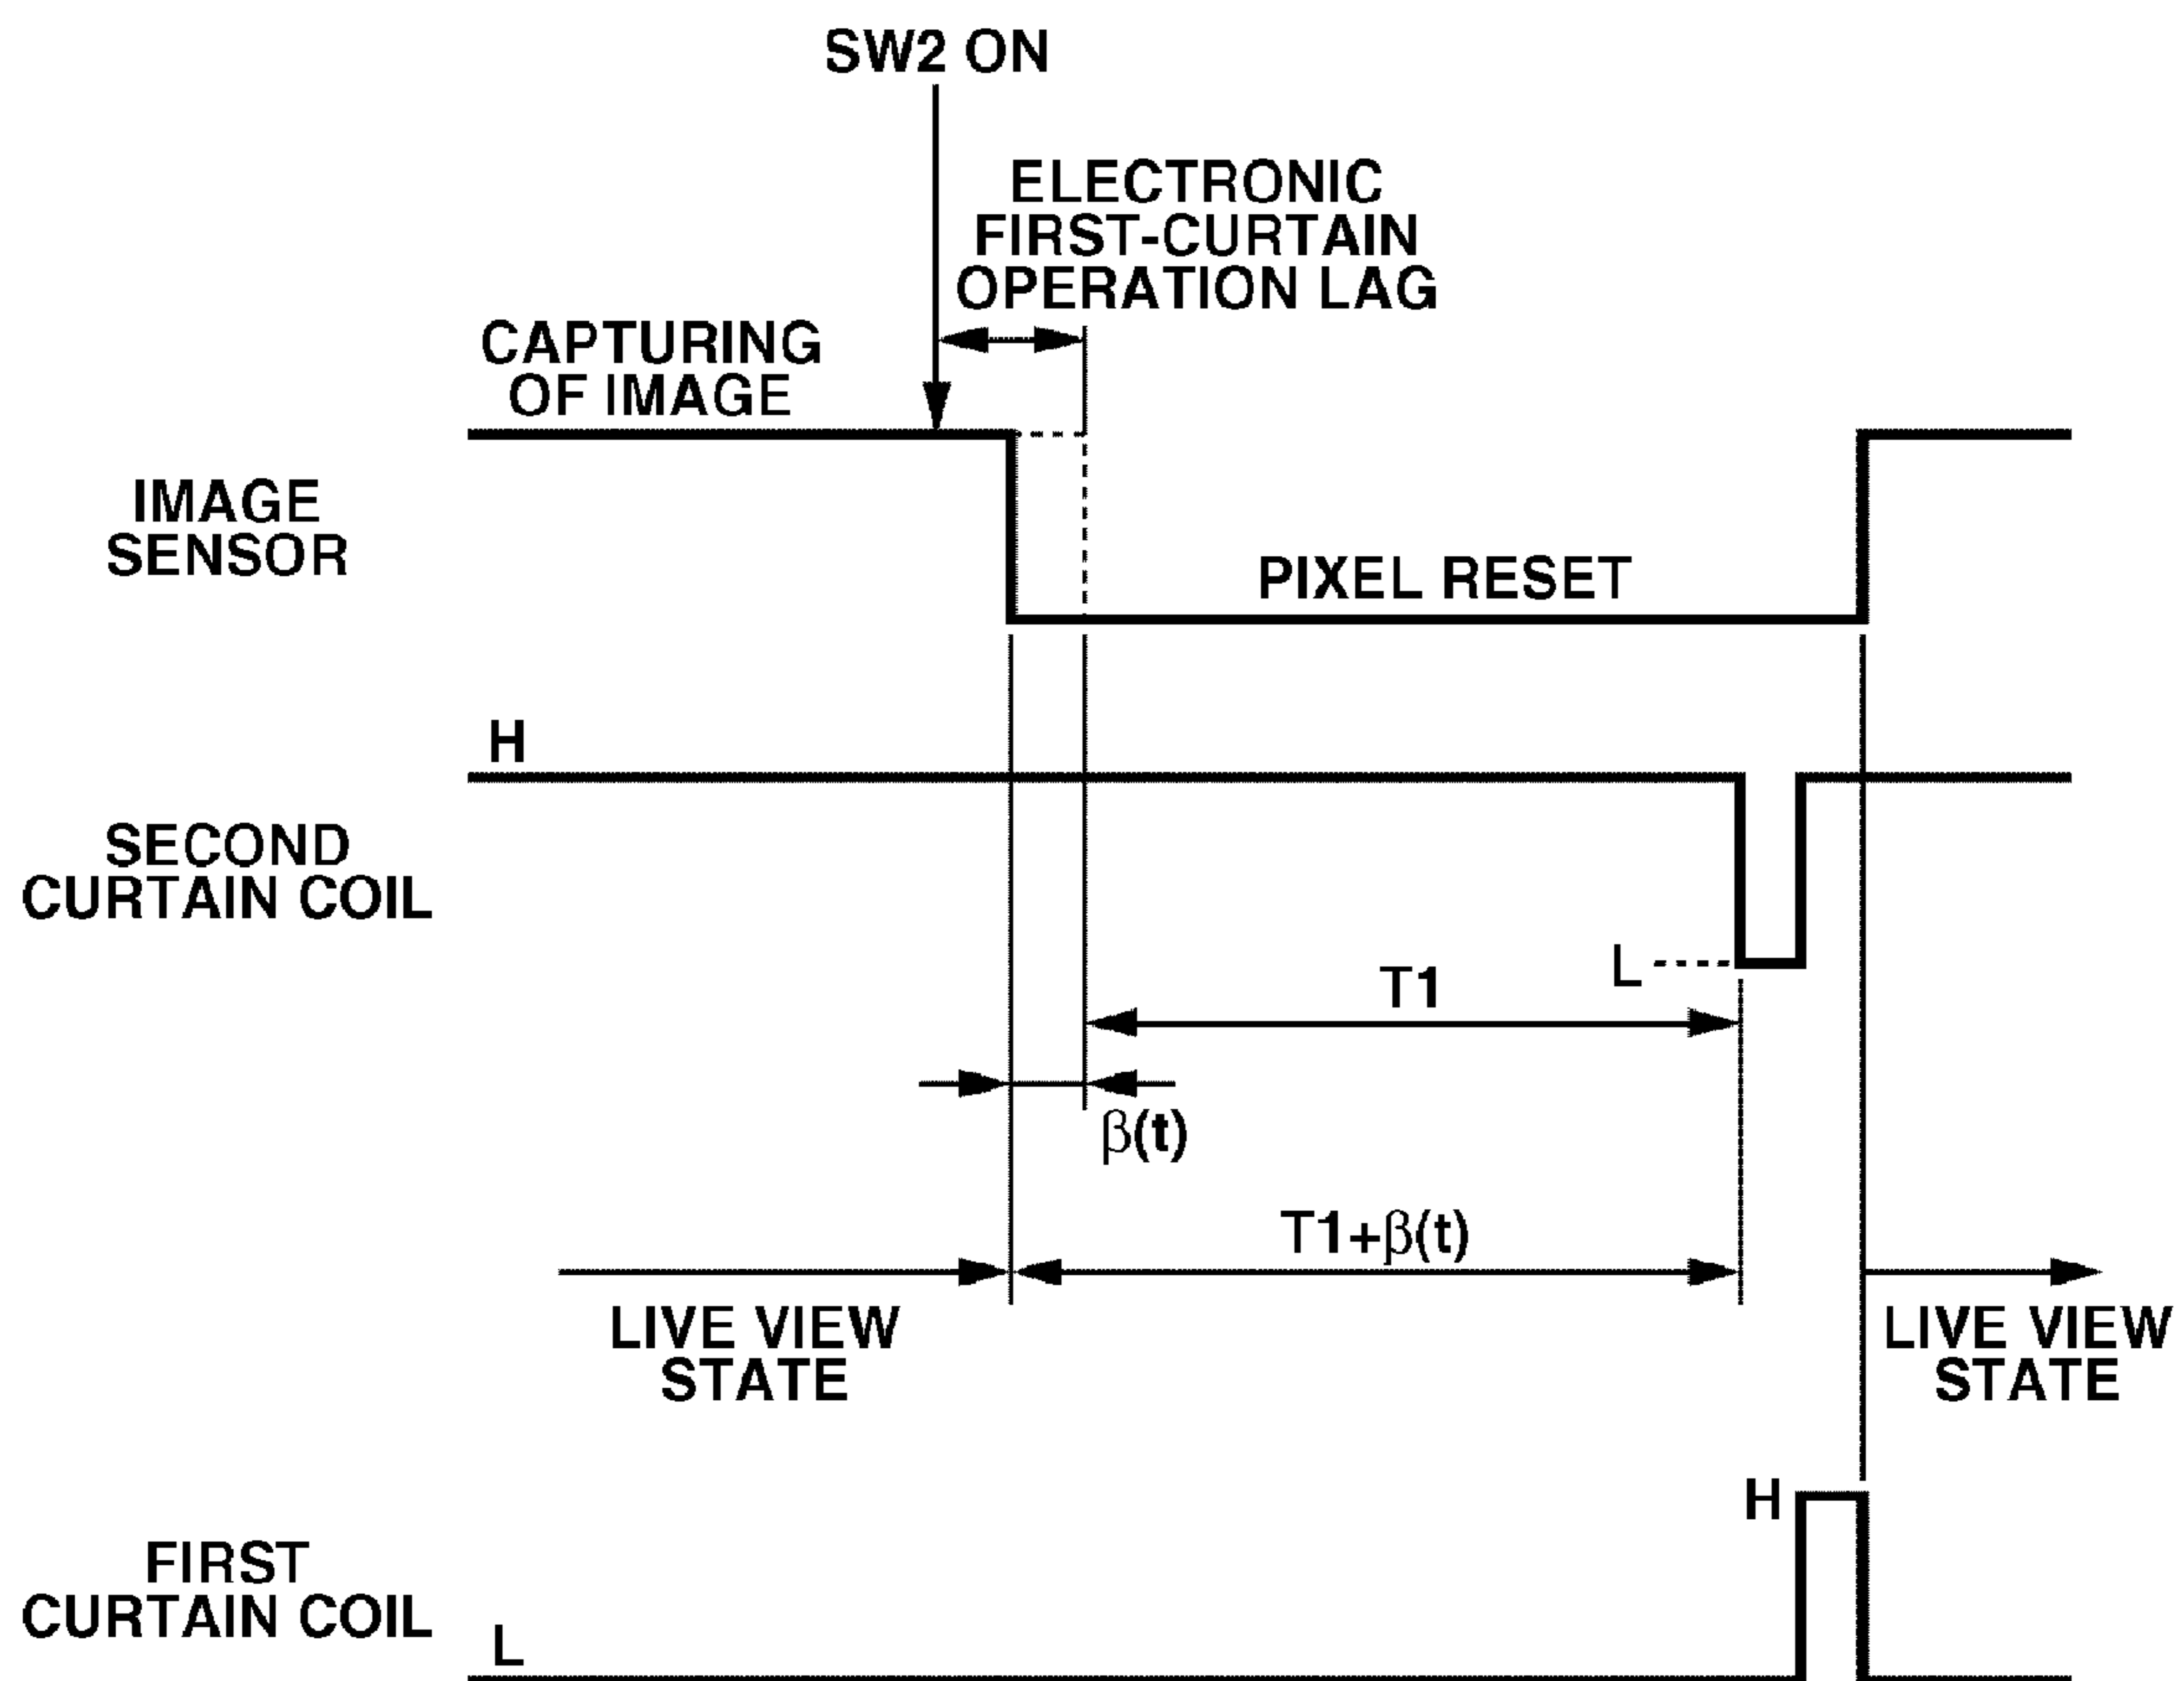 SW2 ON
ELECTRONIC
FIRST-CURTAIN
OPERATION LAG
CAPTURING
OF IMAGE
IMAGE
SENSOR
PIXEL RESET
H
SECOND
CURTAIN COIL
L
T1
β(t)
T1+β(t)
LIVE VIEW
STATE
LIVE VIEW
STATE
H
FIRST
CURTAIN COIL
L